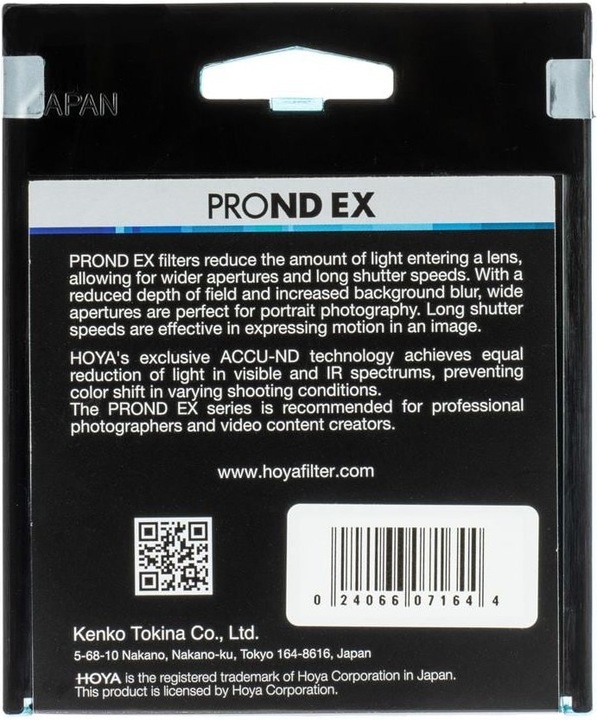 JAPAN
PROND EX
PROND EX filters reduce the amount of light entering a lens,
allowing for wider apertures and long shutter speeds. With a
reduced depth of field and increased background blur, wide
apertures are perfect for portrait photography. Long shutter
speeds are effective in expressing motion in an image.
HOYA's exclusive ACCU-ND technology achieves equal
reduction of light in visible and IR spectrums, preventing
color shift in varying shooting conditions.
The PROND EX series is recommended for professional
photographers and video content creators.
www.hoyafilter.com
0 24066 07164 4
Kenko Tokina Co., Ltd.
5-68-10 Nakano, Nakano-ku, Tokyo 164-8616, Japan
HOYA is the registered trademark of Hoya Corporation in Japan.
This product is licensed by Hoya Corporation.